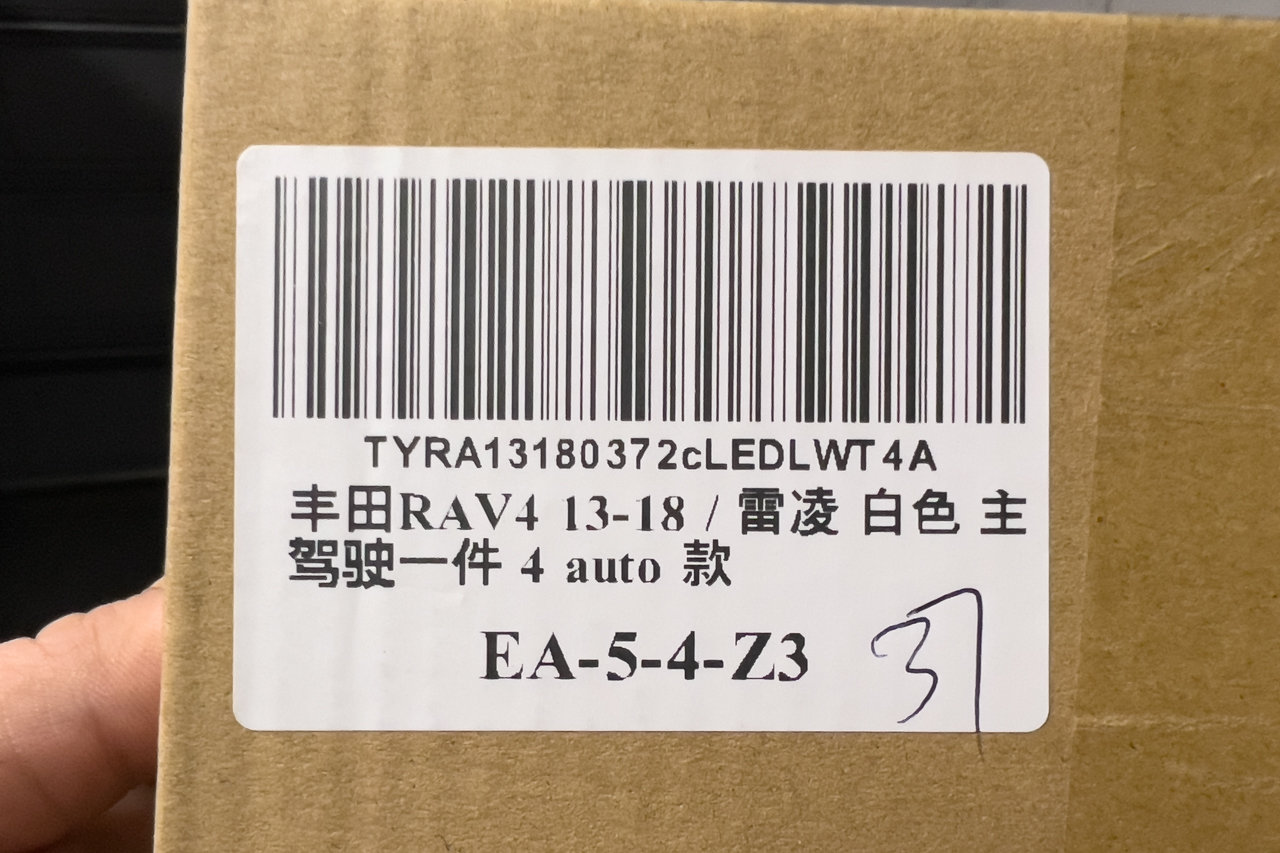 TYRA13180372cLEDLWT4A
丰田RAV4 13-18 / 雷凌 白色 主
驾驶一件 4 auto 款
EA-5-4-Z3
37